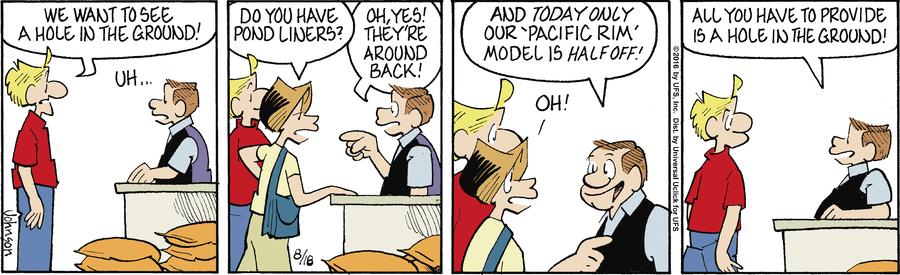 WE WANT TO SEE
A HOLE IN THE GROUND!
UH...
Johnson
DO YOU HAVE
POND LINERS?
OH, YES!
THEY'RE
AROUND
BACK!
8/18
AND TODAY ONLY
OUR 'PACIFIC RIM'
MODEL IS HALF OFF!
OH!
©2016 by UFS, Inc. Dist. by Universal Uclick for UFS
ALL YOU HAVE TO PROVIDE
IS A HOLE IN THE GROUND!